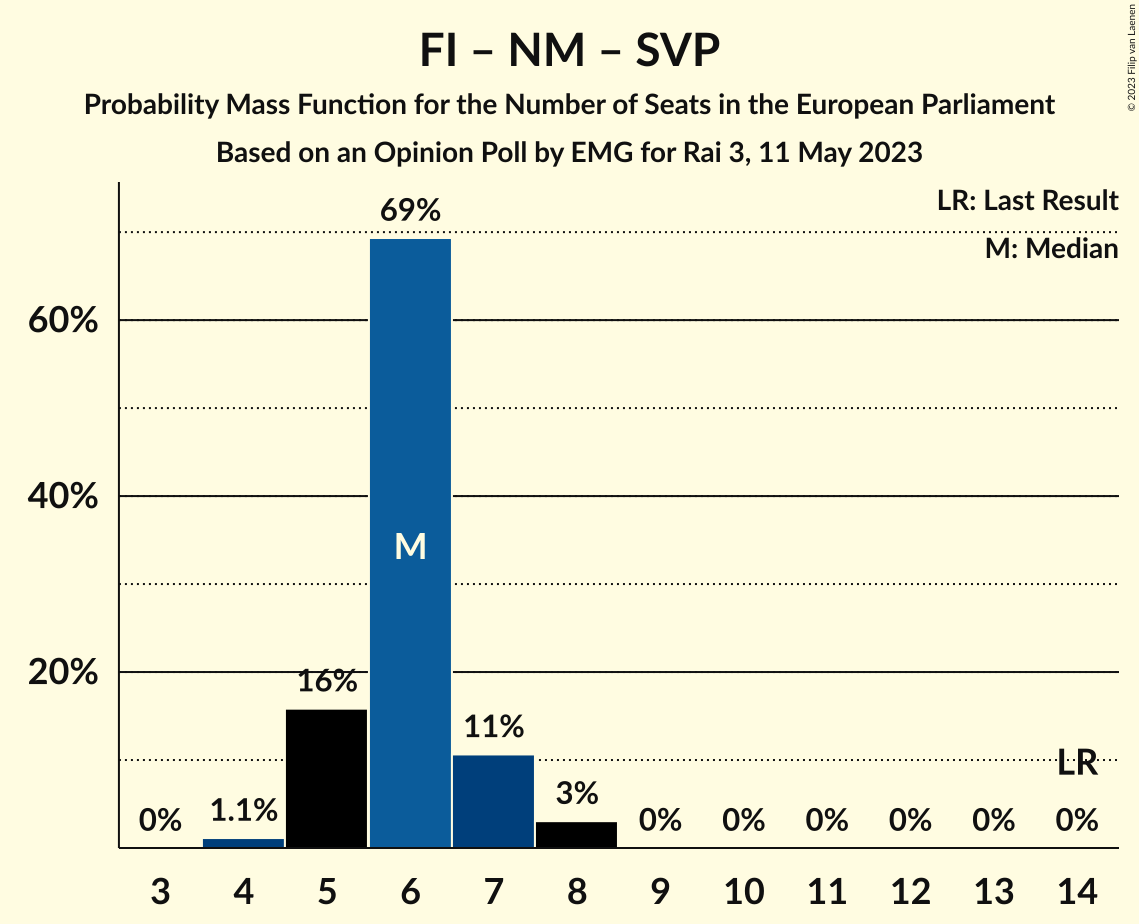 FI – NM – SVP
Probability Mass Function for the Number of Seats in the European Parliament
Based on an Opinion Poll by EMG for Rai 3, 11 May 2023
© 2023 Filip van Laenen
LR: Last Result
M: Median
60%
40%
20%
0%
1.1%
16%
69%
M
11%
3%
0%
0%
0%
0%
0%
LR
0%
3 4 5 6 7 8 9 10 11 12 13 14